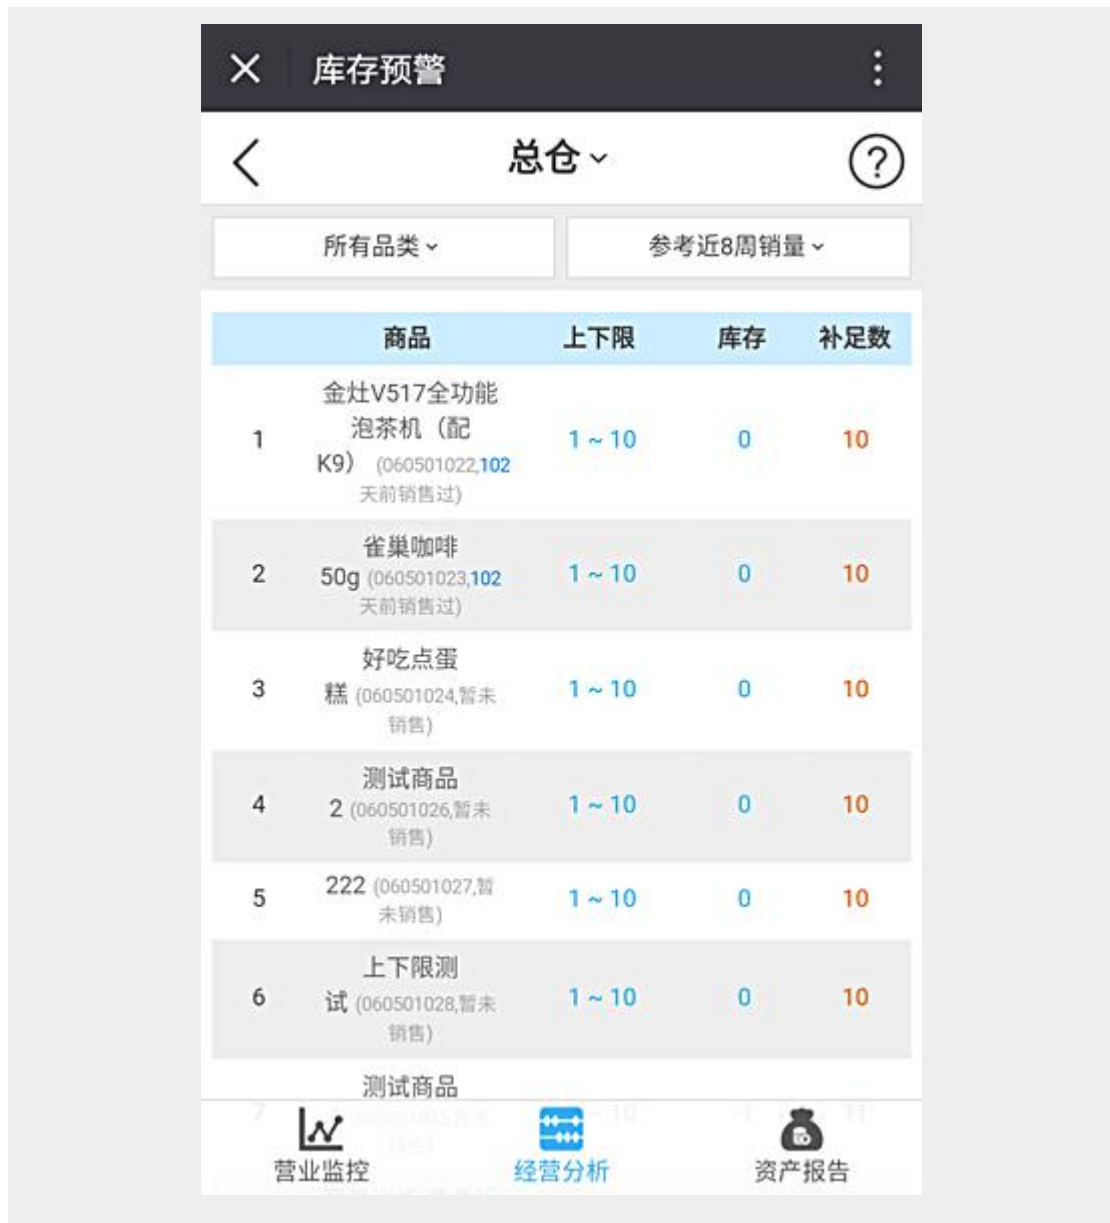 库存预警
总仓
所有品类 参考近8周销量
商品 上下限 库存 补足数
金灶V517全功能
泡茶机（配
1 K9） (060501022,102 1 ~ 10 0 10
天前销售过)
雀巢咖啡
2 50g (060501023,102 1 ~ 10 0 10
天前销售过)
好吃点蛋
3 糕 (060501024,暂未 1 ~ 10 0 10
销售)
测试商品
4 2 (060501026,暂未 1 ~ 10 0 10
销售)
5 222 (060501027,暂 1 ~ 10 0 10
未销售)
上下限测
6 试 (060501028,暂未 1 ~ 10 0 10
销售)
测试商品
营业监控 经营分析 资产报告